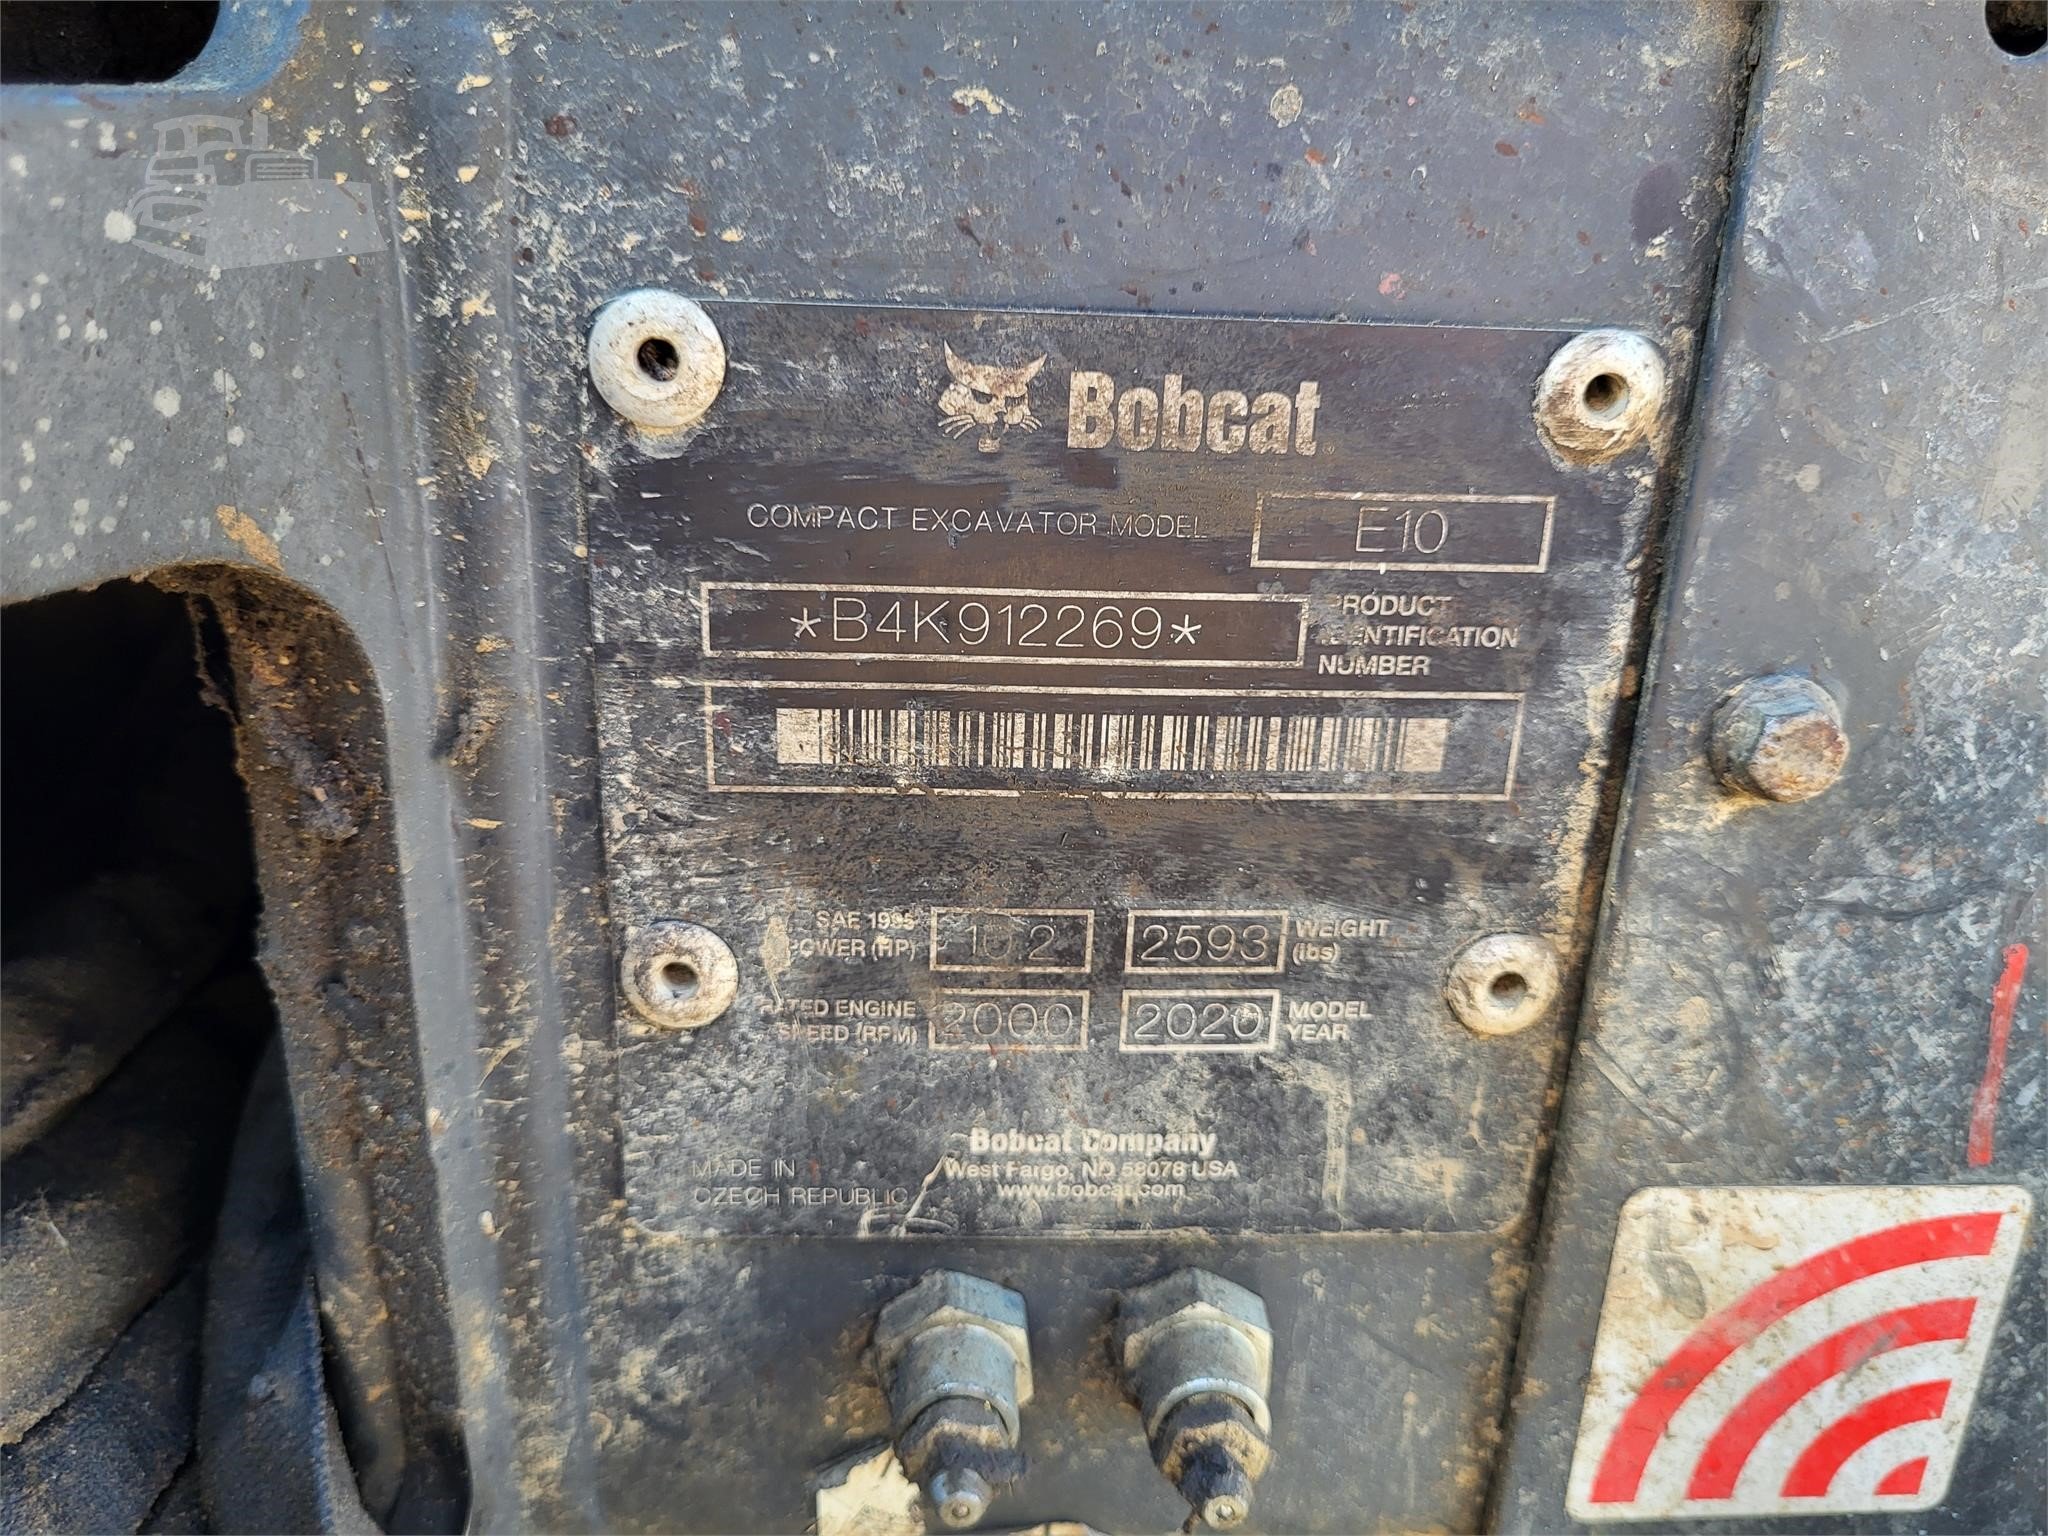 Bobcat
COMPACT EXCAVATOR MODEL E10
*B4K912269*
PRODUCT
IDENTIFICATION
NUMBER
SAE 1995
POWER (HP) 10.2
2593 WEIGHT
(lbs)
RATED ENGINE
SPEED (RPM) 2000
2020 MODEL
YEAR
Bobcat Company
West Fargo, ND 58078 USA
www.bobcat.com
MADE IN
CZECH REPUBLIC
TM